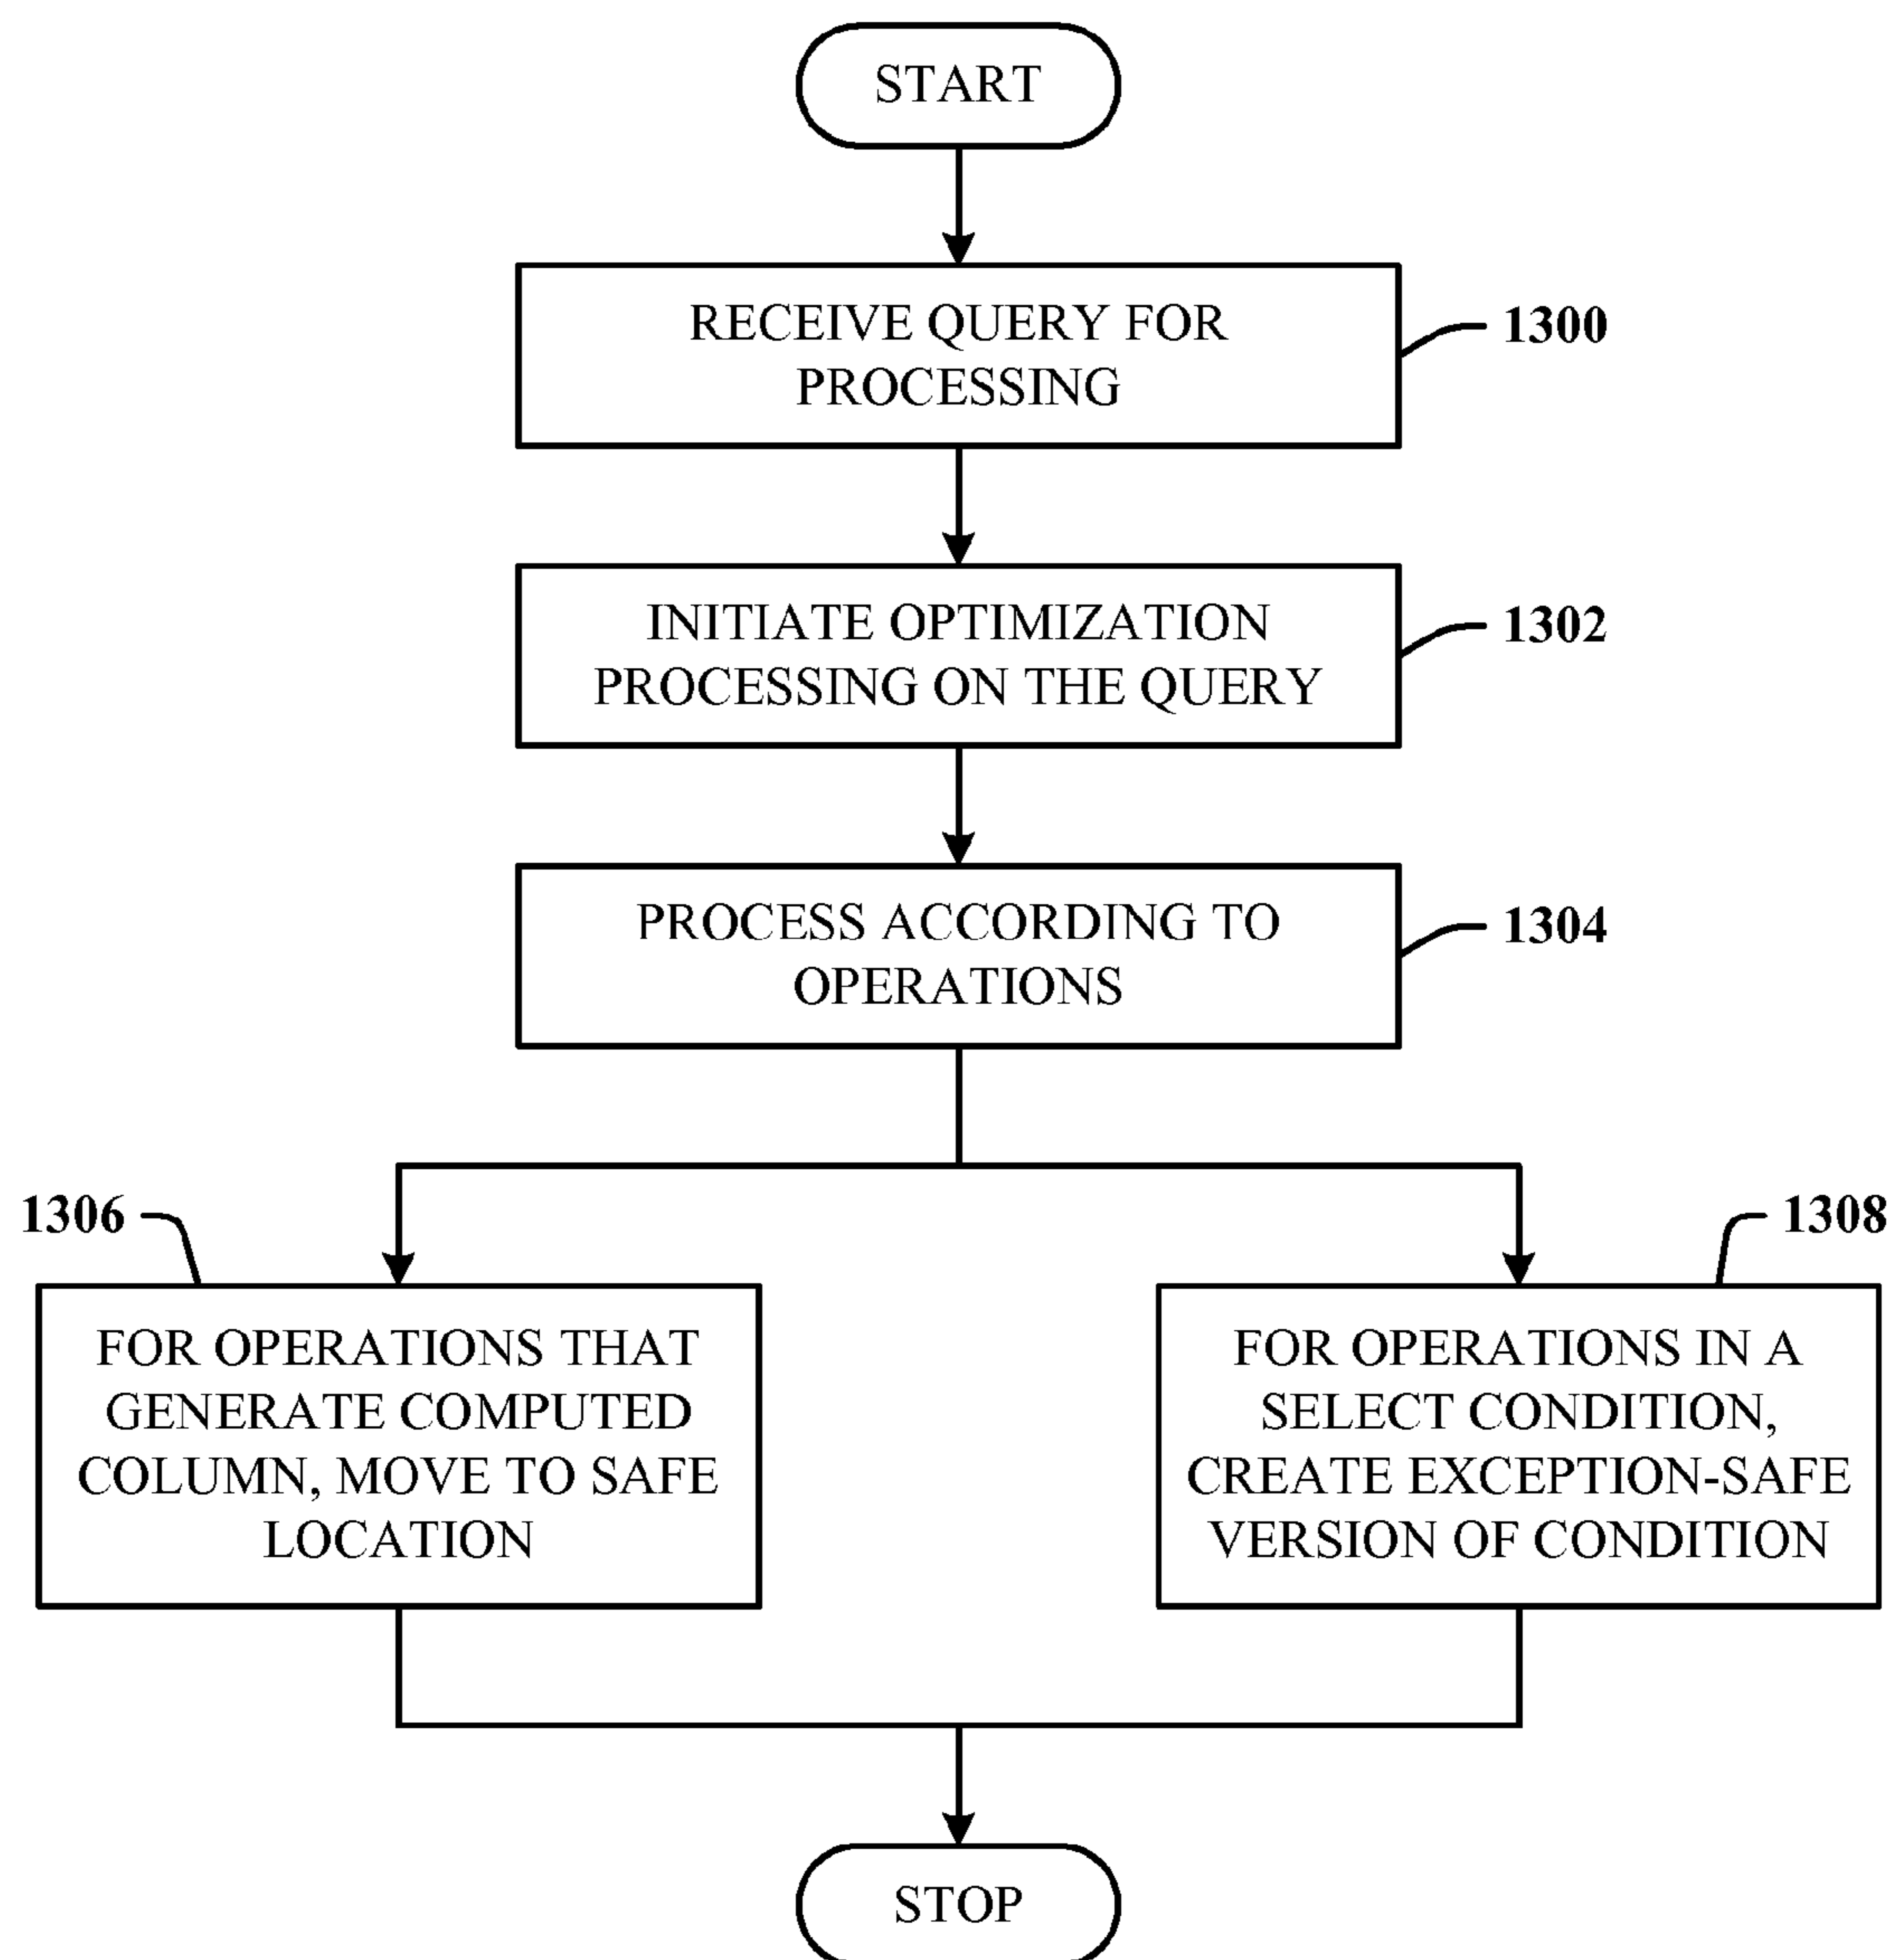 START
RECEIVE QUERY FOR
PROCESSING
1300
INITIATE OPTIMIZATION
PROCESSING ON THE QUERY
1302
PROCESS ACCORDING TO
OPERATIONS
1304
1306
FOR OPERATIONS THAT
GENERATE COMPUTED
COLUMN, MOVE TO SAFE
LOCATION
1308
FOR OPERATIONS IN A
SELECT CONDITION,
CREATE EXCEPTION-SAFE
VERSION OF CONDITION
STOP